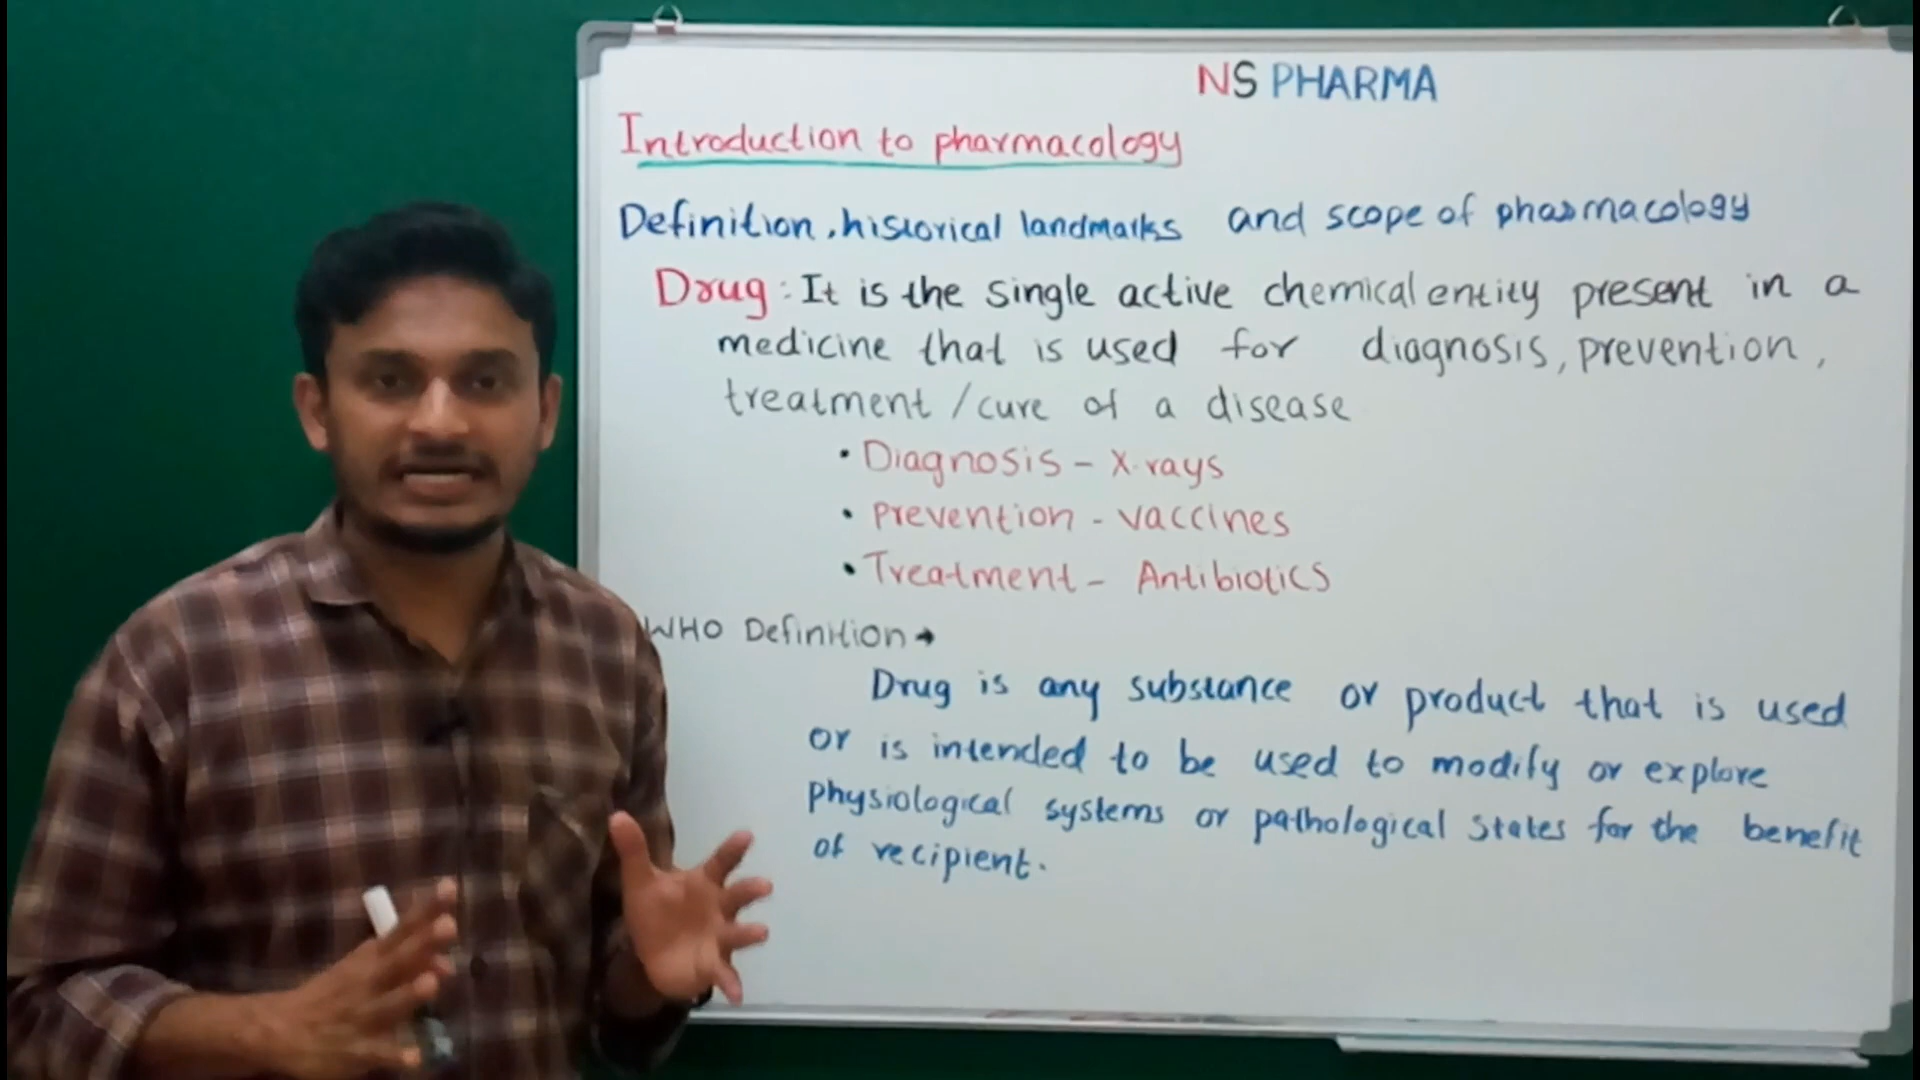 NS PHARMA
Introduction to pharmacology
Definition, historical landmarks and scope of pharmacology
Drug: It is the single active chemical entity present in a
medicine that is used for diagnosis, prevention,
treatment/cure of a disease
• Diagnosis - X-rays
• Prevention - vaccines
• Treatment - Antibiotics
WHO Definition →
Drug is any substance or product that is used
or is intended to be used to modify or explore
physiological systems or pathological states for the benefit
of recipient.